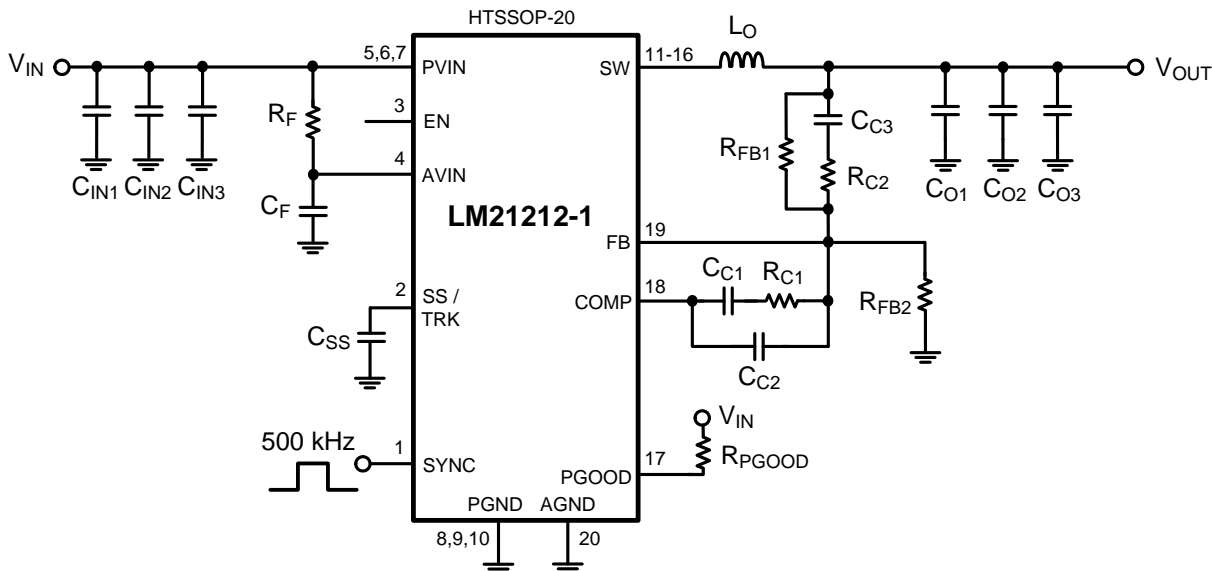 HTSSOP-20
V_IN
5,6,7
PVIN
SW
11-16
L_O
V_OUT
3
EN
R_F
4
AVIN
C_IN1
C_IN2
C_IN3
C_F
LM21212-1
R_FB1
C_C3
R_C2
C_O1
C_O2
C_O3
FB
19
C_C1
R_C1
COMP
18
R_FB2
C_C2
2
SS /
TRK
C_SS
V_IN
R_PGOOD
500 kHz
1
SYNC
PGOOD
17
PGND
AGND
8,9,10
20